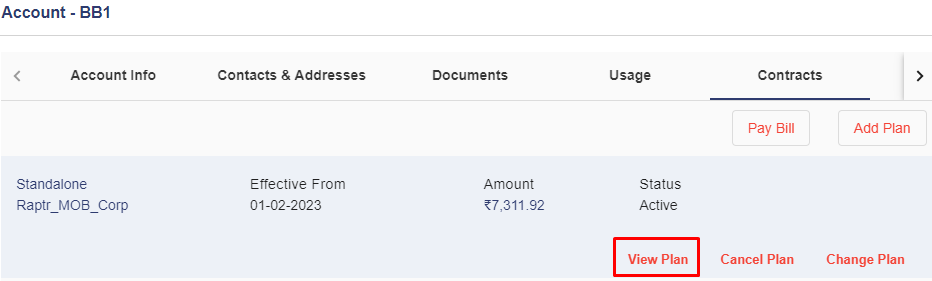 Account - BB1
Account Info Contacts & Addresses Documents Usage Contracts
Pay Bill Add Plan
Standalone Effective From Amount Status
Raptr_MOB_Corp 01-02-2023 ₹7,311.92 Active
View Plan Cancel Plan Change Plan